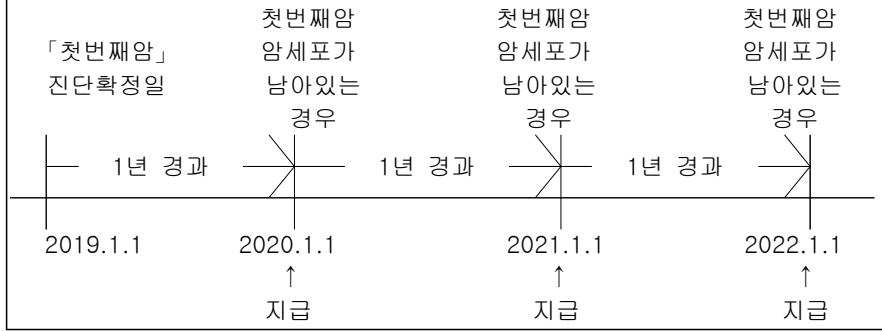 첫번째암 첫번째암 첫번째암
「첫번째암」 암세포가 암세포가 암세포가
진단확정일 남아있는 남아있는 남아있는
경우 경우 경우
1년 경과 1년 경과 1년 경과
2019.1.1 2020.1.1 2021.1.1 2022.1.1
↑ ↑ ↑
지급 지급 지급